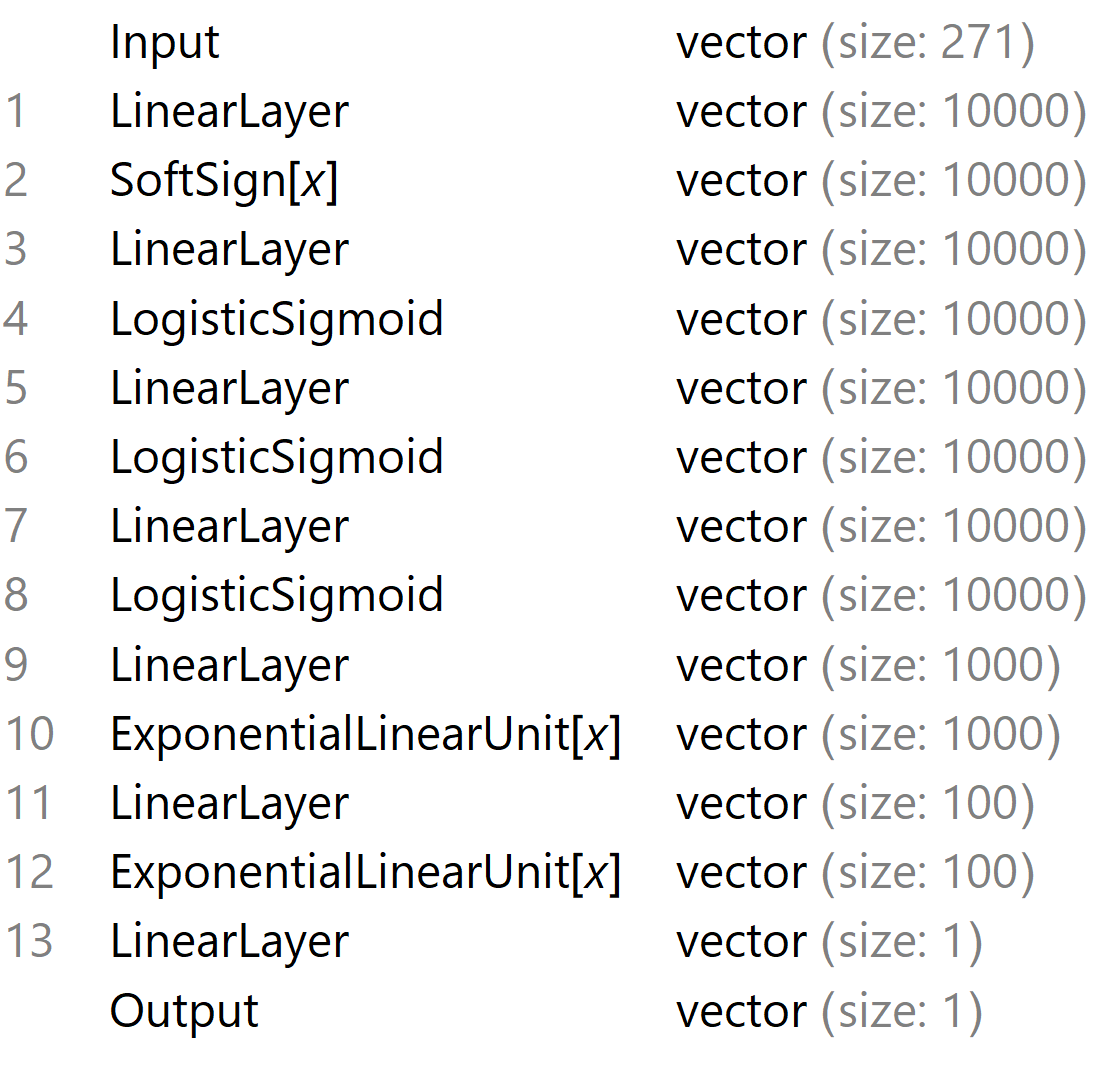 Input vector (size: 271)
1 LinearLayer vector (size: 10000)
2 SoftSign[x] vector (size: 10000)
3 LinearLayer vector (size: 10000)
4 LogisticSigmoid vector (size: 10000)
5 LinearLayer vector (size: 10000)
6 LogisticSigmoid vector (size: 10000)
7 LinearLayer vector (size: 10000)
8 LogisticSigmoid vector (size: 10000)
9 LinearLayer vector (size: 1000)
10 ExponentialLinearUnit[x] vector (size: 1000)
11 LinearLayer vector (size: 100)
12 ExponentialLinearUnit[x] vector (size: 100)
13 LinearLayer vector (size: 1)
Output vector (size: 1)